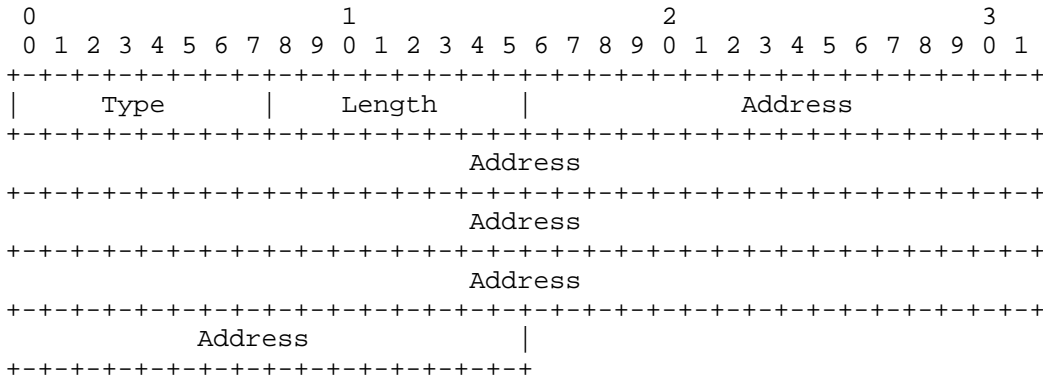 0                   1                   2                   3
 0 1 2 3 4 5 6 7 8 9 0 1 2 3 4 5 6 7 8 9 0 1 2 3 4 5 6 7 8 9 0 1
+-+-+-+-+-+-+-+-+-+-+-+-+-+-+-+-+-+-+-+-+-+-+-+-+-+-+-+-+-+-+-+-+
|     Type      |    Length     |             Address
+-+-+-+-+-+-+-+-+-+-+-+-+-+-+-+-+-+-+-+-+-+-+-+-+-+-+-+-+-+-+-+-+
                             Address
+-+-+-+-+-+-+-+-+-+-+-+-+-+-+-+-+-+-+-+-+-+-+-+-+-+-+-+-+-+-+-+-+
                             Address
+-+-+-+-+-+-+-+-+-+-+-+-+-+-+-+-+-+-+-+-+-+-+-+-+-+-+-+-+-+-+-+-+
                             Address
+-+-+-+-+-+-+-+-+-+-+-+-+-+-+-+-+-+-+-+-+-+-+-+-+-+-+-+-+-+-+-+-+
            Address             |
+-+-+-+-+-+-+-+-+-+-+-+-+-+-+-+-+